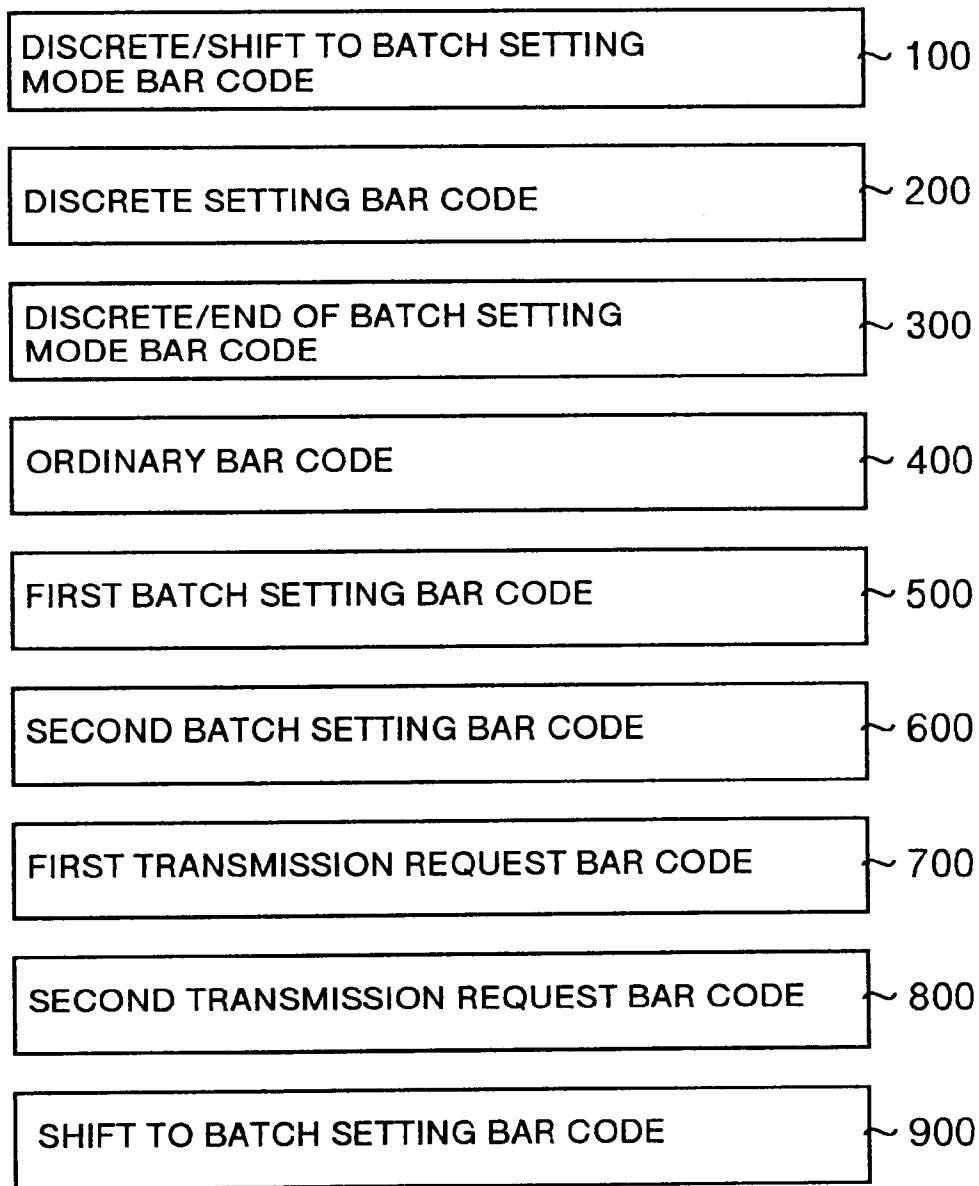 DISCRETE/SHIFT TO BATCH SETTING
MODE BAR CODE
100
DISCRETE SETTING BAR CODE
200
DISCRETE/END OF BATCH SETTING
MODE BAR CODE
300
ORDINARY BAR CODE
400
FIRST BATCH SETTING BAR CODE
500
SECOND BATCH SETTING BAR CODE
600
FIRST TRANSMISSION REQUEST BAR CODE
700
SECOND TRANSMISSION REQUEST BAR CODE
800
SHIFT TO BATCH SETTING BAR CODE
900